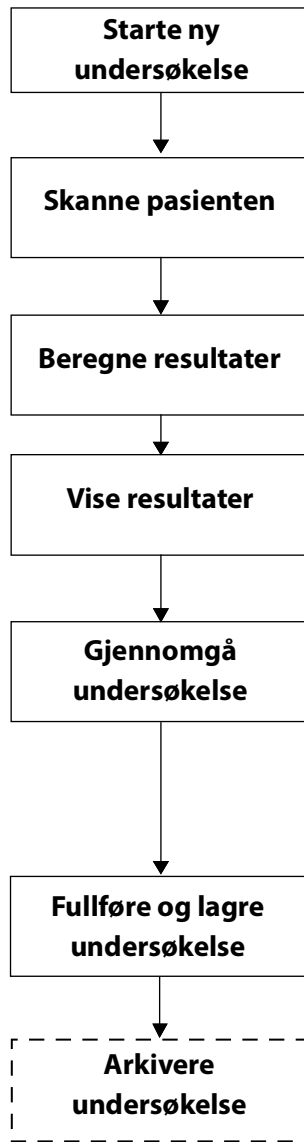 Starte ny
undersøkelse
Skanne pasienten
Beregne resultater
Vise resultater
Gjennomgå
undersøkelse
Fullføre og lagre
undersøkelse
Arkivere
undersøkelse